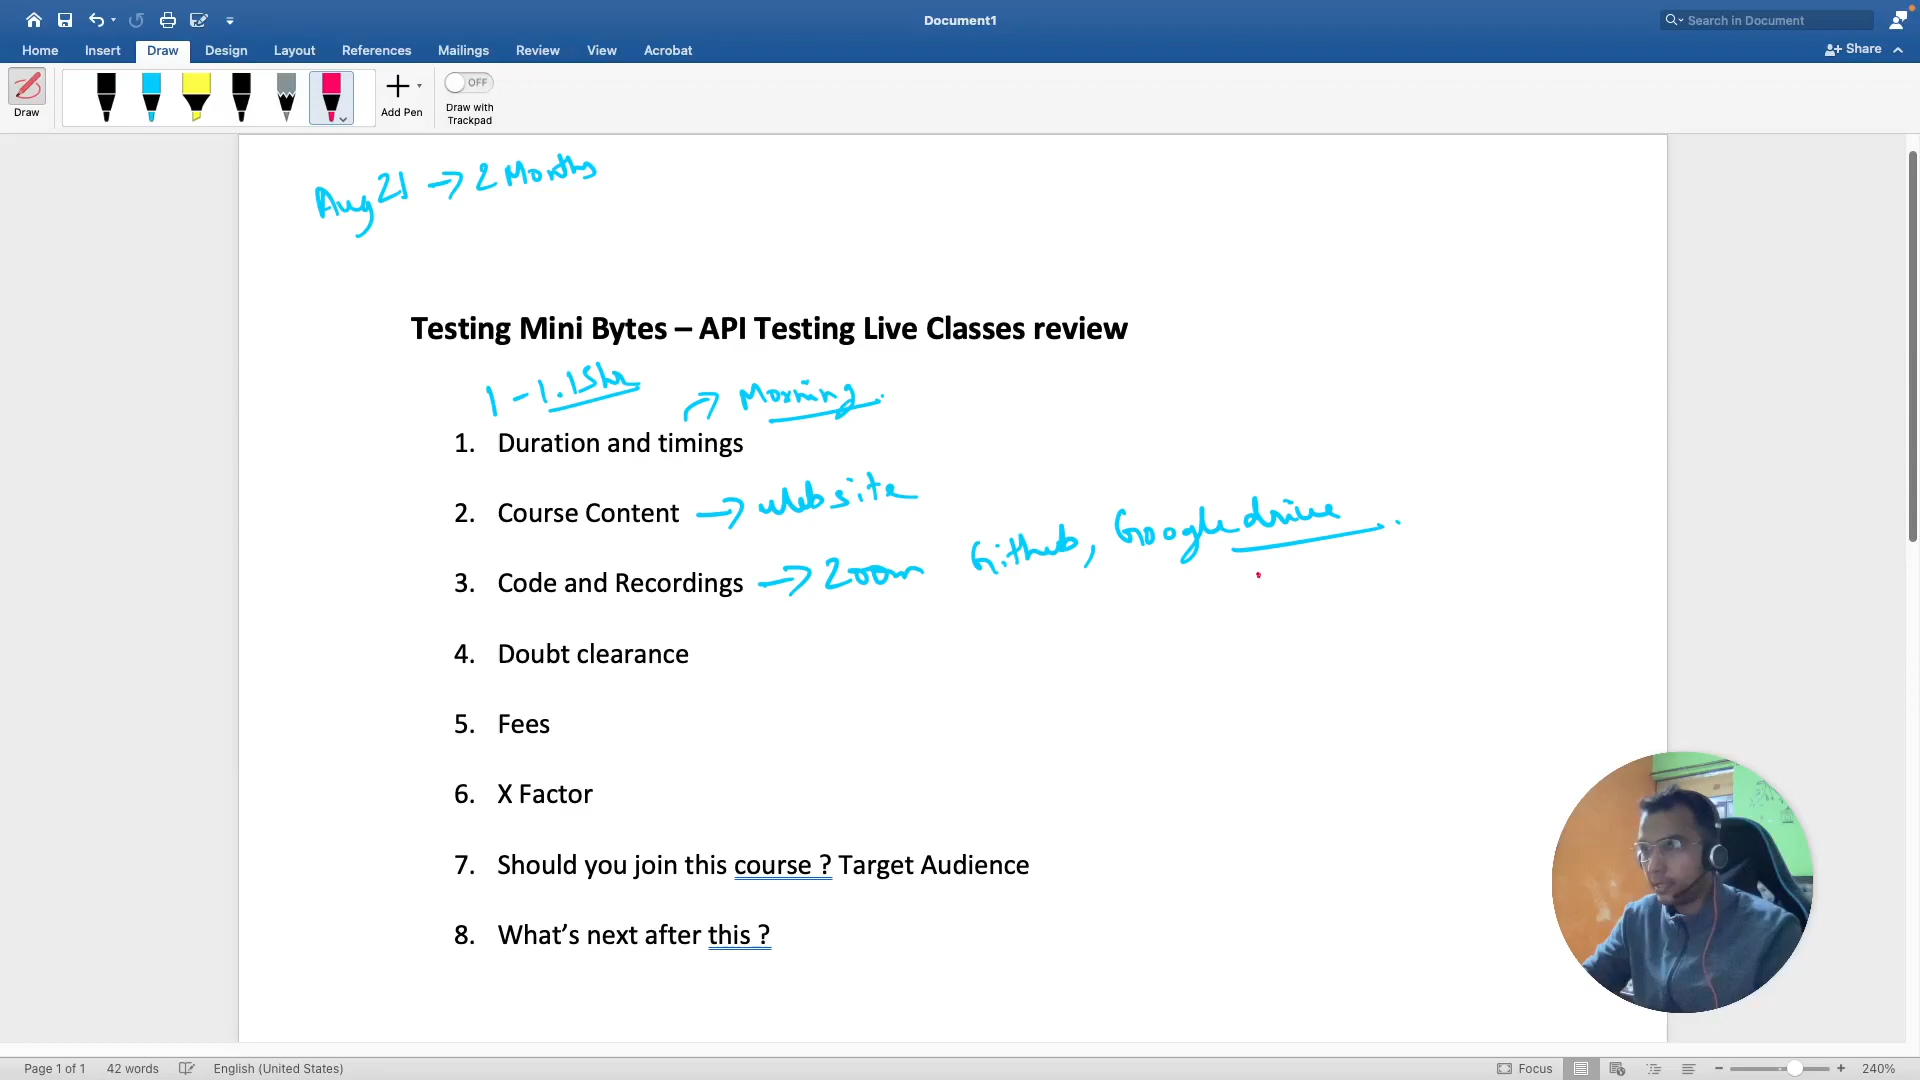 Document1
Search in Document
Home Insert Draw Design Layout References Mailings Review View Acrobat
Share
Draw
Add Pen
OFF
Draw with
Trackpad
Aug 21 → 2 Months
Testing Mini Bytes – API Testing Live Classes review
1 - 1.15hr → Morning.
1. Duration and timings
2. Course Content → website
Github, Google drive.
3. Code and Recordings → Zoom
4. Doubt clearance
5. Fees
6. X Factor
7. Should you join this course ? Target Audience
8. What's next after this ?
Page 1 of 1 42 words English (United States) Focus 240%